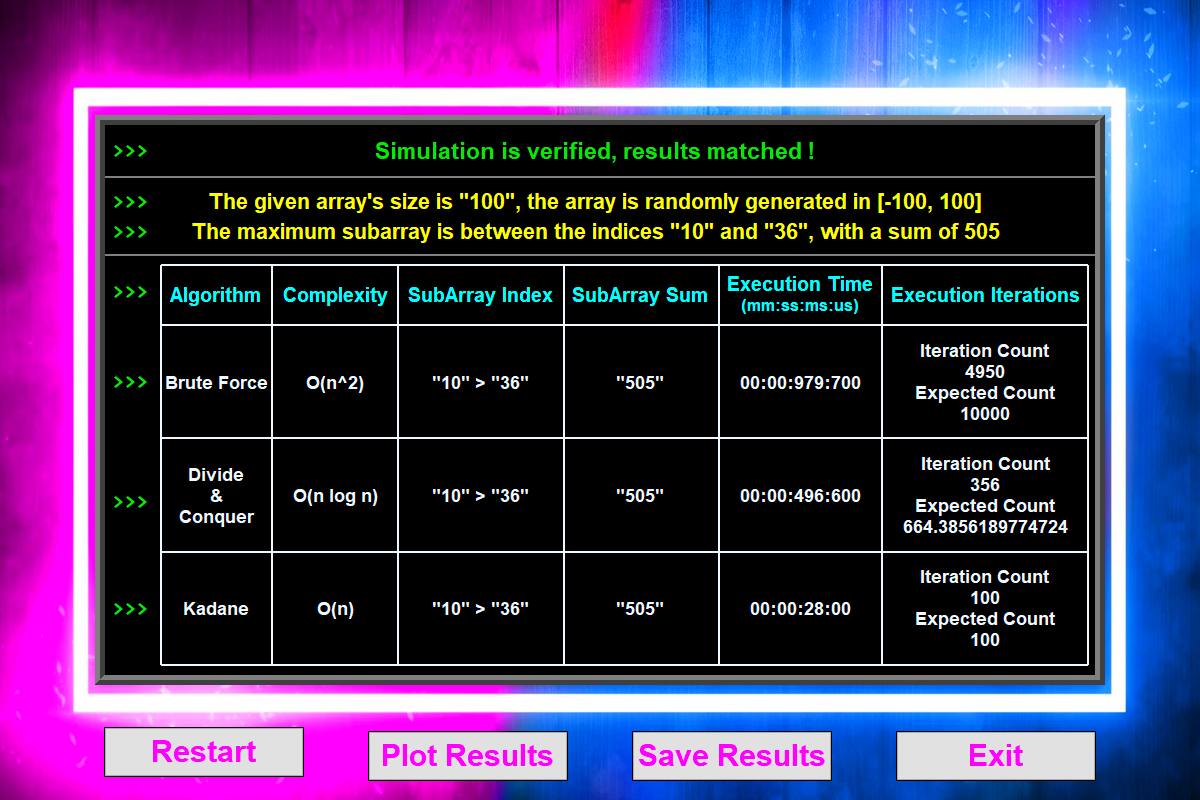 >>> Simulation is verified, results matched !
>>> The given array's size is "100", the array is randomly generated in [-100, 100]
>>> The maximum subarray is between the indices "10" and "36", with a sum of 505
>>> Algorithm Complexity SubArray Index SubArray Sum Execution Time (mm:ss:ms:us) Execution Iterations
>>> Brute Force O(n^2) "10" > "36" "505" 00:00:979:700
Iteration Count
4950
Expected Count
10000
>>> Divide
&
Conquer
O(n log n) "10" > "36" "505" 00:00:496:600
Iteration Count
356
Expected Count
664.3856189774724
>>> Kadane O(n) "10" > "36" "505" 00:00:28:00
Iteration Count
100
Expected Count
100
Restart Plot Results Save Results Exit